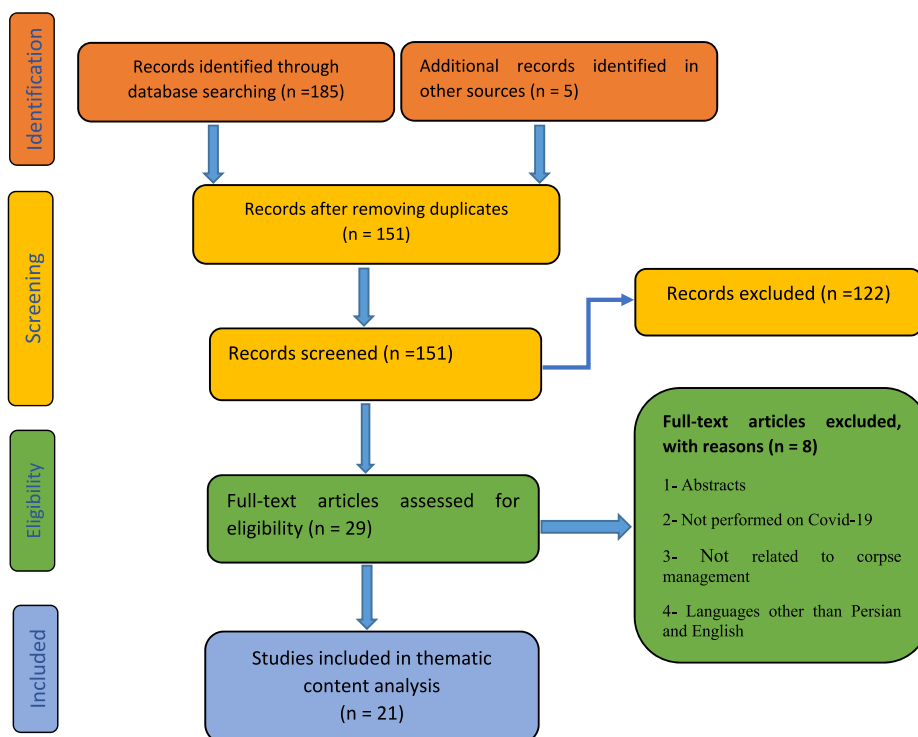 Identification
Records identified through
database searching (n =185)
Additional records identified in
other sources (n = 5)
Screening
Records after removing duplicates
(n = 151)
Records screened (n =151)
Records excluded (n =122)
Eligibility
Full-text articles assessed for
eligibility (n = 29)
Full-text articles excluded,
with reasons (n = 8)
1- Abstracts
2- Not performed on Covid-19
3- Not related to corpse
management
4- Languages other than Persian
and English
Included
Studies included in thematic
content analysis
(n = 21)